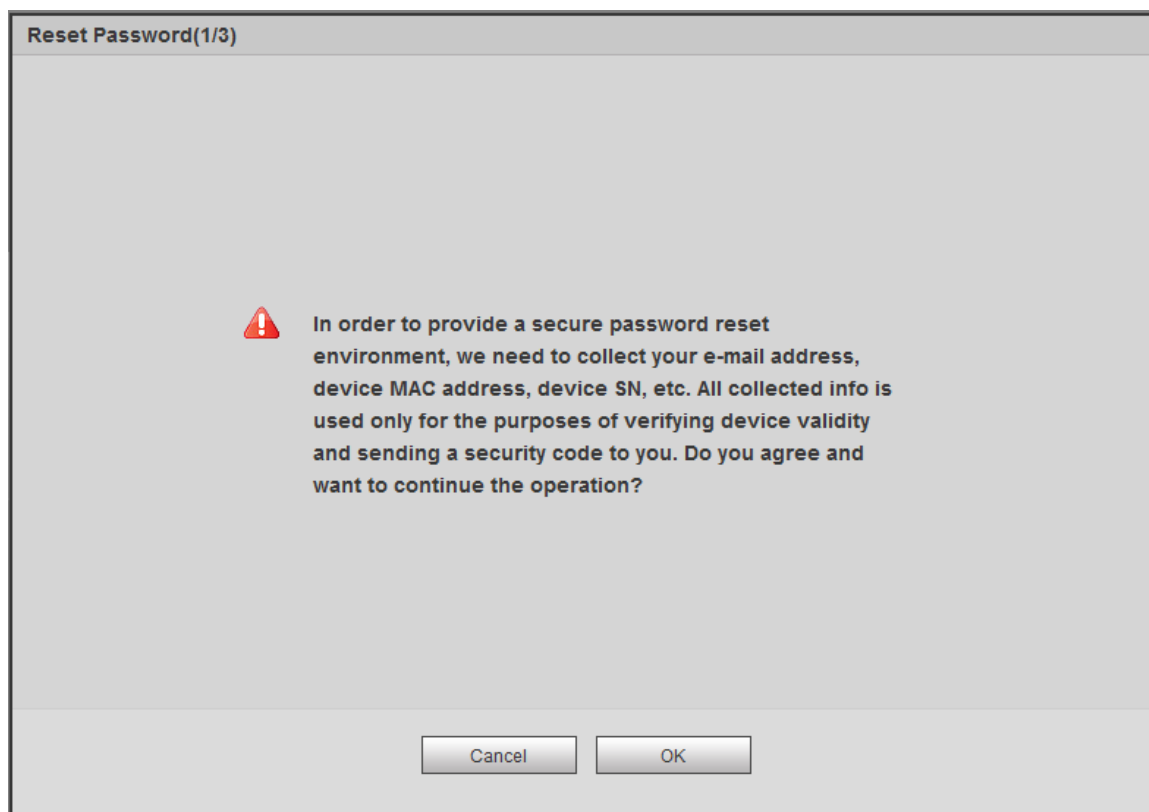 Reset Password(1/3)
In order to provide a secure password reset
environment, we need to collect your e-mail address,
device MAC address, device SN, etc. All collected info is
used only for the purposes of verifying device validity
and sending a security code to you. Do you agree and
want to continue the operation?
Cancel OK